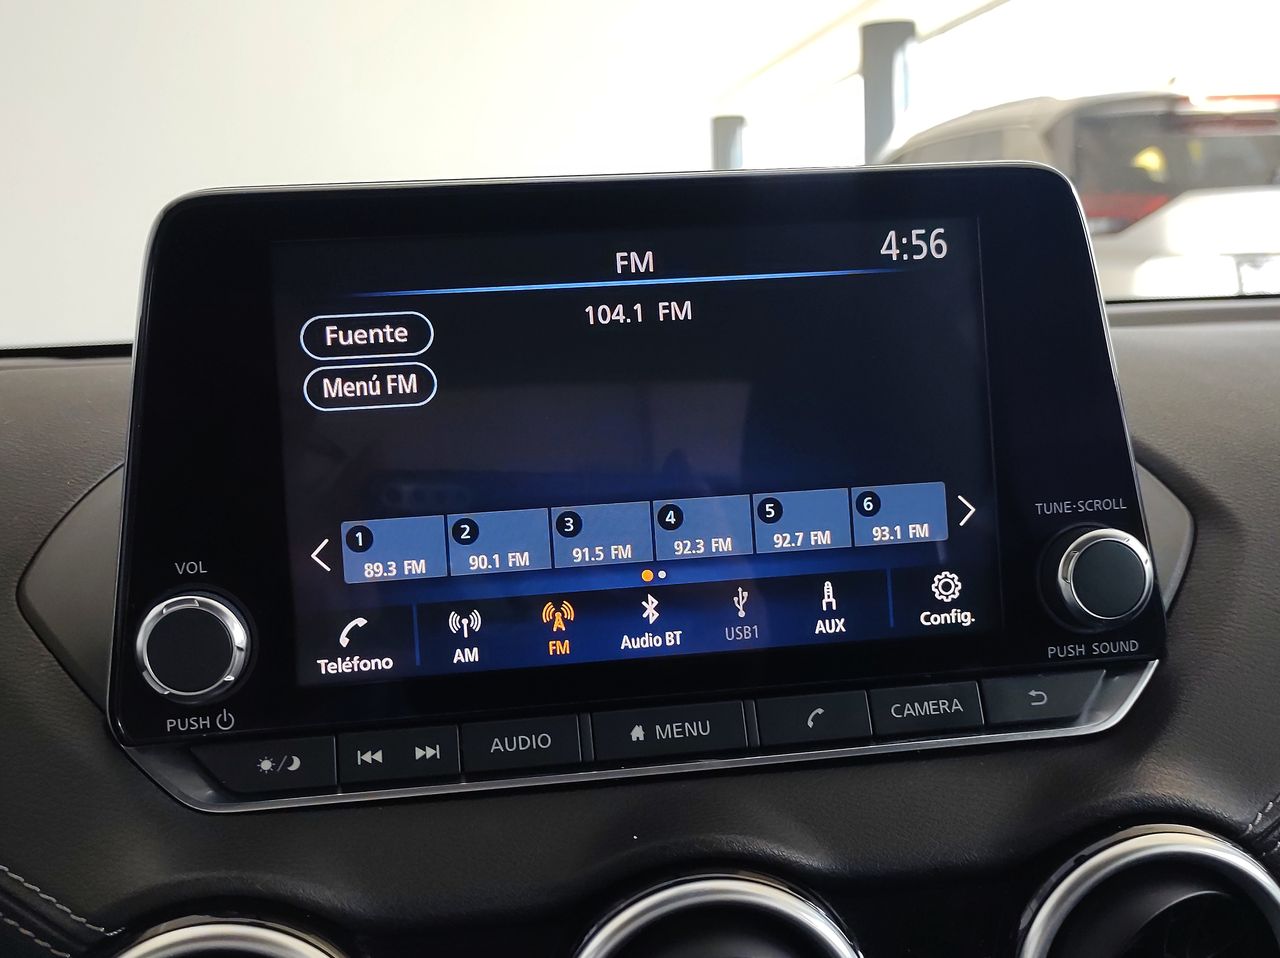 FM
4:56
104.1 FM
Fuente
Menú FM
1 2 3 4 5 6
89.3 FM 90.1 FM 91.5 FM 92.3 FM 92.7 FM 93.1 FM
Teléfono AM FM Audio BT USB1 AUX Config.
VOL
PUSH
TUNE·SCROLL
PUSH SOUND
AUDIO MENU CAMERA